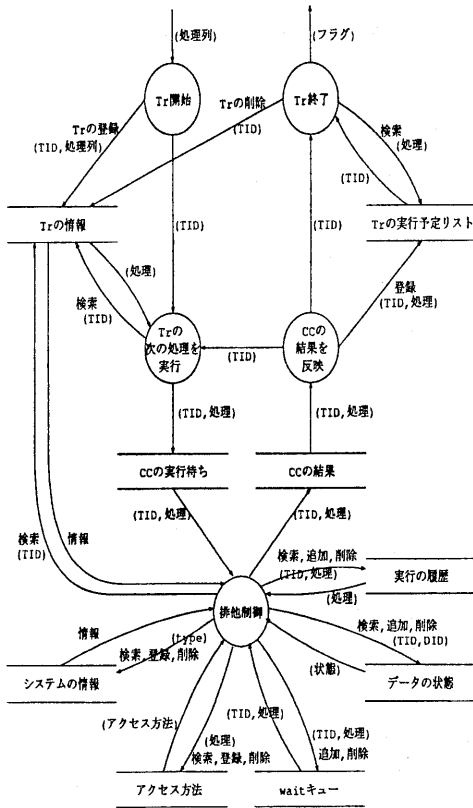 (処理列)
(フラグ)
Tr開始
Tr終了
Trの登録
(TID,処理列)
Trの削除
(TID)
検索
(処理)
(TID)
Trの情報
(TID)
(TID)
Trの実行予定リスト
(処理)
検索
(TID)
登録
(TID,処理)
Trの
次の処理を
実行
(TID)
CCの
結果を
反映
(TID,処理)
(TID,処理)
CCの実行待ち
CCの結果
(TID,処理)
(TID,処理)
検索
(TID)
情報
検索,追加,削除
(TID,処理)
実行の履歴
(処理)
排他制御
情報
(type)
検索,登録,削除
検索,追加,削除
(TID,DID)
(状態)
システムの情報
データの状態
(アクセス方法)
(TID,処理)
(処理)
検索,登録,削除
(TID,処理)
追加,削除
アクセス方法
waitキュー